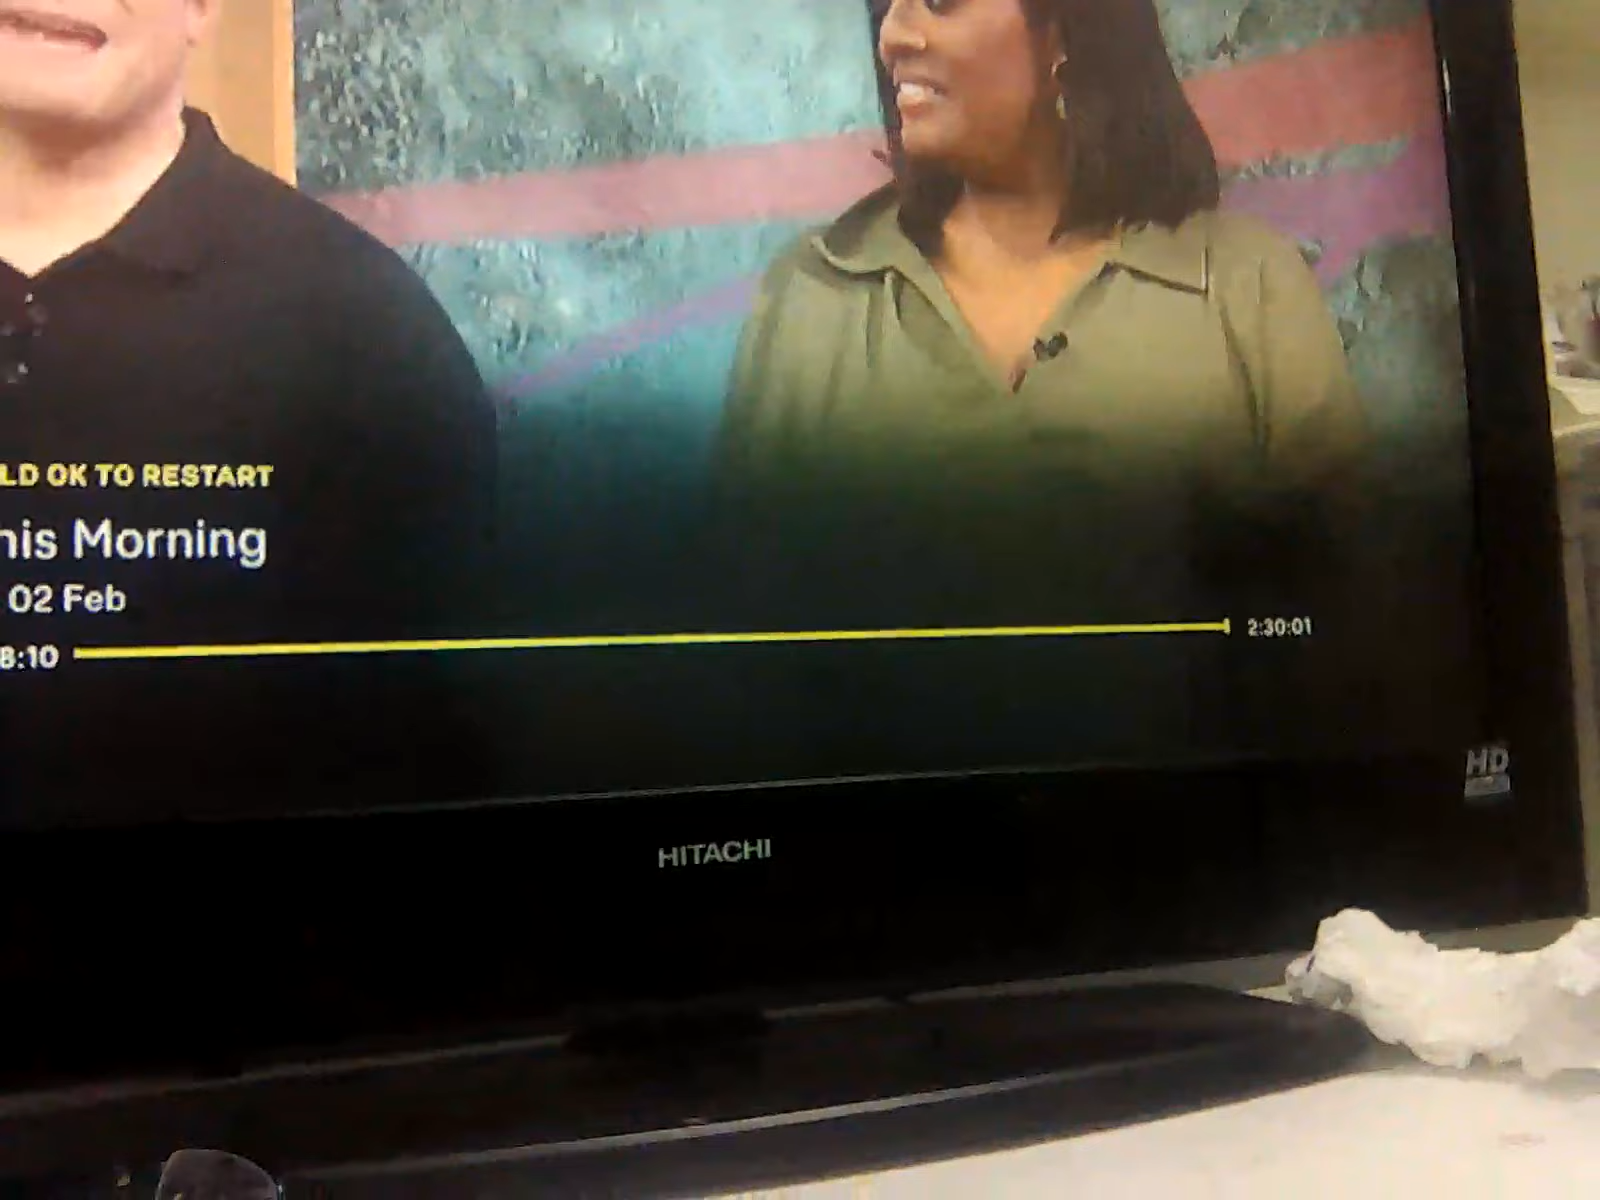 LD OK TO RESTART
his Morning
02 Feb
8:10
2:30:01
HD
HITACHI